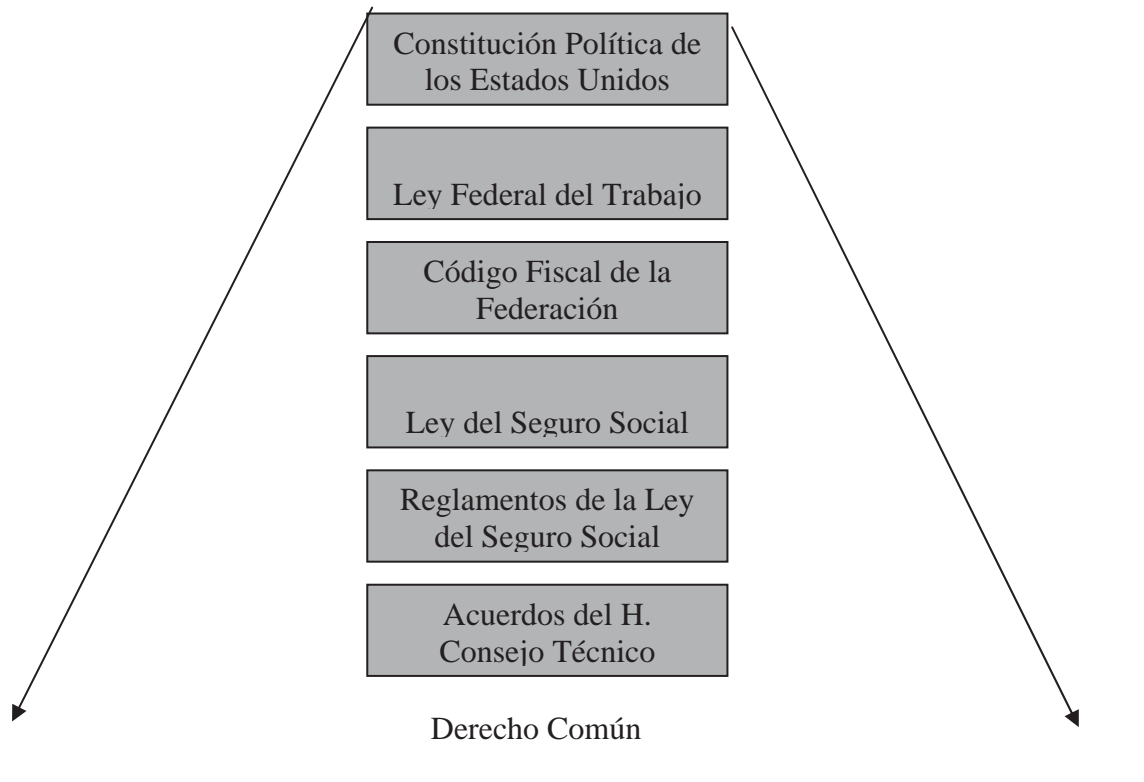 Constitución Política de
los Estados Unidos
Ley Federal del Trabajo
Código Fiscal de la
Federación
Ley del Seguro Social
Reglamentos de la Ley
del Seguro Social
Acuerdos del H.
Consejo Técnico
Derecho Común